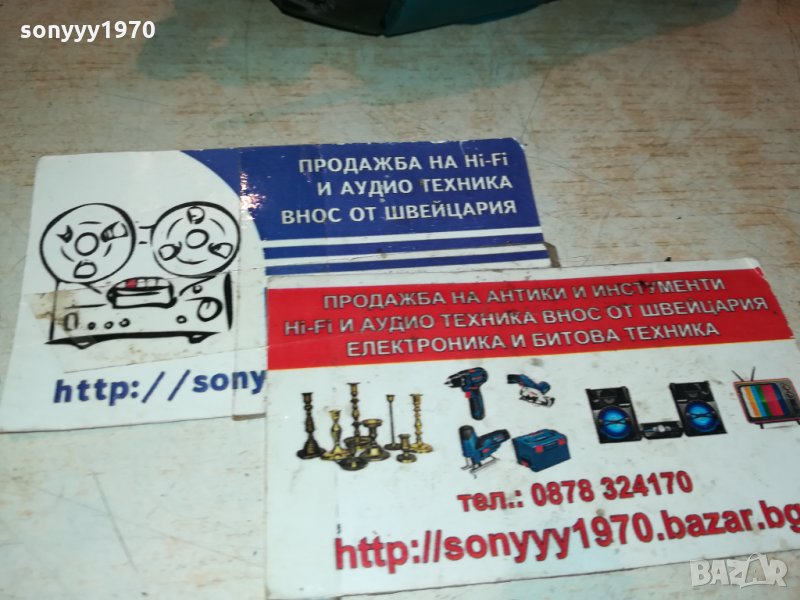 sonyyy1970
ПРОДАЖБА НА Hi-Fi
И АУДИО ТЕХНИКА
ВНОС ОТ ШВЕЙЦАРИЯ
http://sony
ПРОДАЖБА НА АНТИКИ И ИНСТУМЕНТИ
Hi-Fi И АУДИО ТЕХНИКА ВНОС ОТ ШВЕЙЦАРИЯ
ЕЛЕКТРОНИКА И БИТОВА ТЕХНИКА
тел.: 0878 324170
http://sonyyy1970.bazar.bg
BAZAR